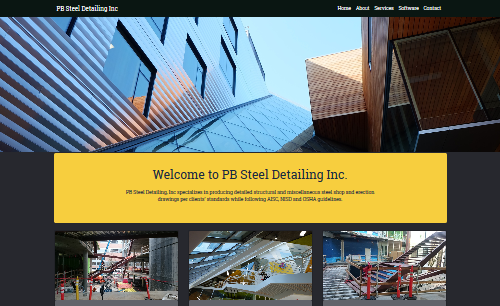 PB Steel Detailing Inc
Home About Services Software Contact
Welcome to PB Steel Detailing Inc.
PB Steel Detailing, Inc specializes in producing detailed structural and miscellaneous steel shop and erection
drawings per clients' standards while following AISC, NISD and OSHA guidelines.